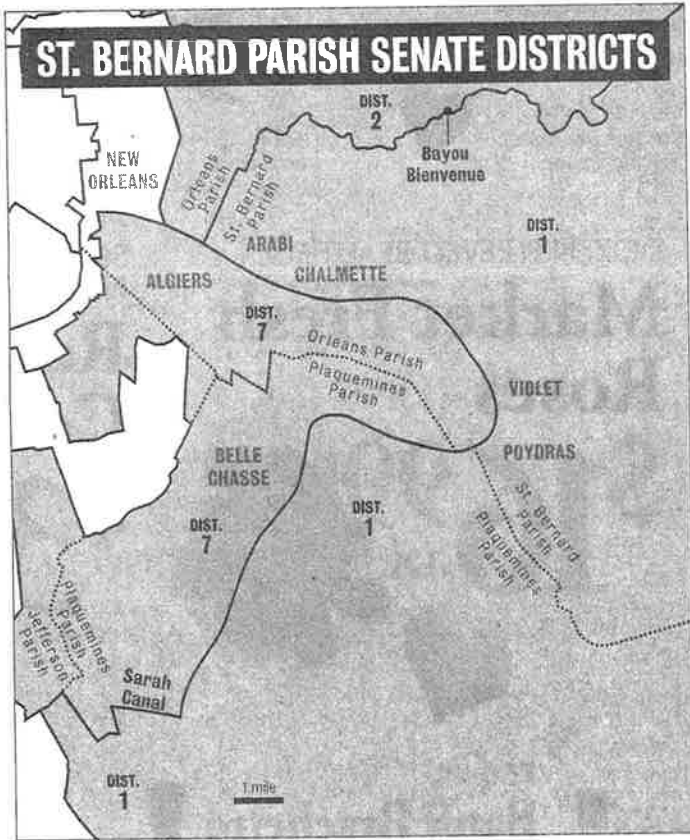 ST. BERNARD PARISH SENATE DISTRICTS
DIST.
2
Bayou
Bienvenue
NEW
ORLEANS
Orleans
Parish
St. Bernard
Parish
DIST.
1
ARABI
CHALMETTE
ALGIERS
DIST.
7
Orleans Parish
Plaquemines
Parish
VIOLET
POYDRAS
BELLE
CHASSE
DIST.
7
DIST.
1
St. Bernard
Parish
Plaquemines
Parish
Plaquemines
Parish
Jefferson
Parish
Sarah
Canal
DIST.
1
1 mile